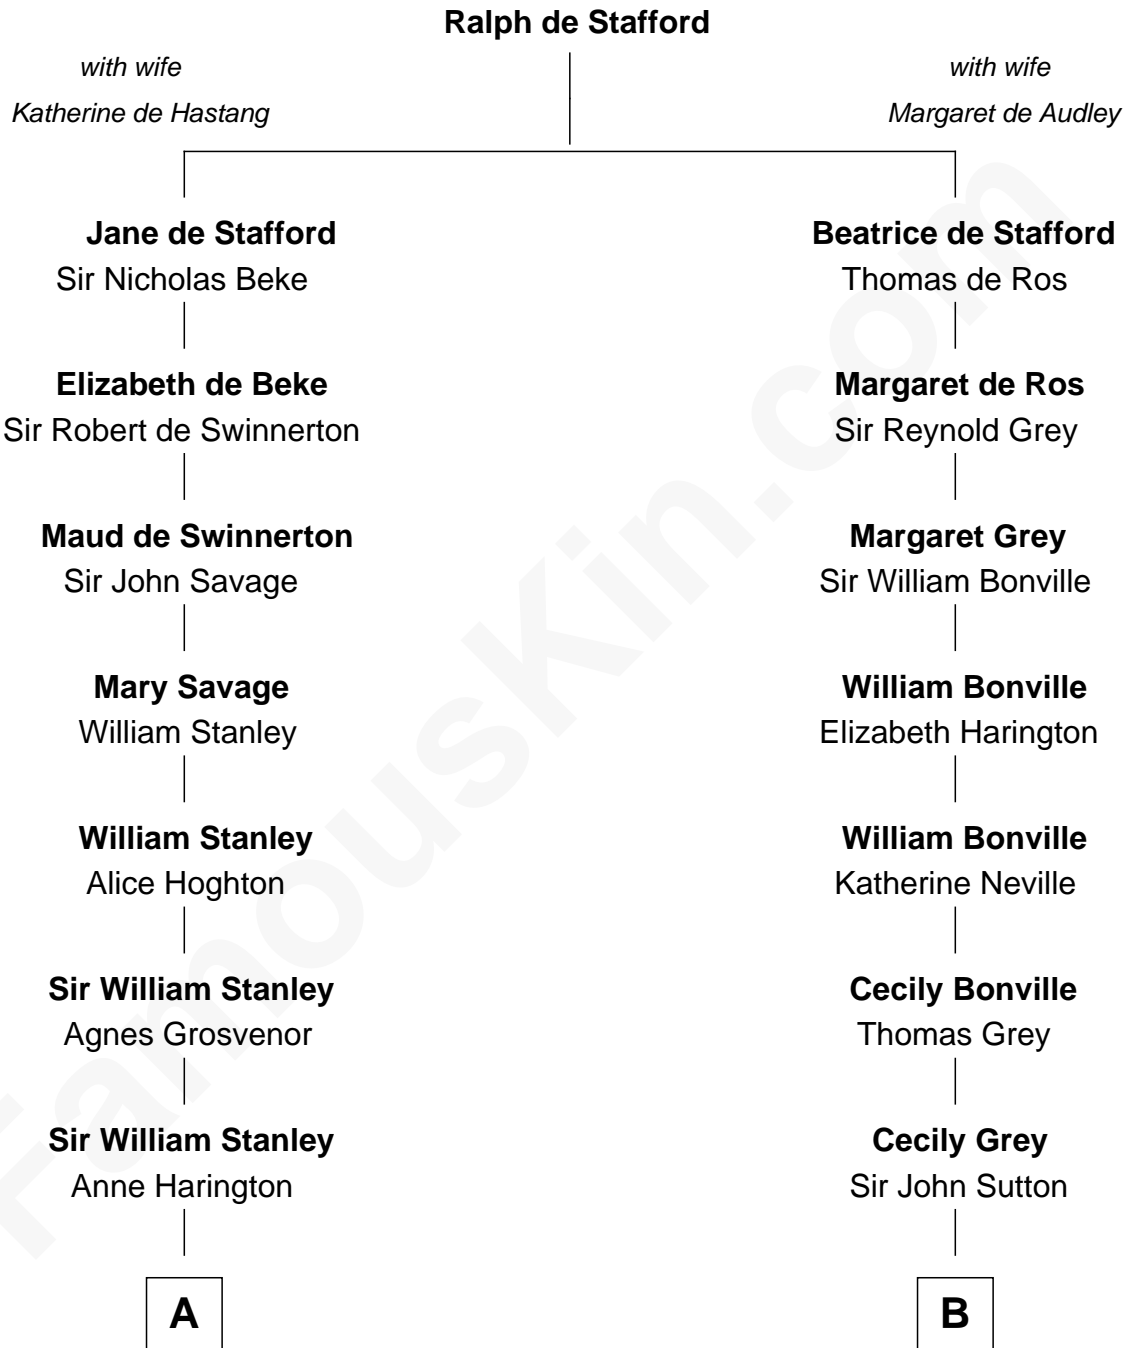 Ralph de Stafford
with wife
Katherine de Hastang
with wife
Margaret de Audley
Jane de Stafford
Sir Nicholas Beke
Beatrice de Stafford
Thomas de Ros
Elizabeth de Beke
Sir Robert de Swinnerton
Margaret de Ros
Sir Reynold Grey
Maud de Swinnerton
Sir John Savage
Margaret Grey
Sir William Bonville
Mary Savage
William Stanley
William Bonville
Elizabeth Harington
William Stanley
Alice Hoghton
William Bonville
Katherine Neville
Sir William Stanley
Agnes Grosvenor
Cecily Bonville
Thomas Grey
Sir William Stanley
Anne Harington
Cecily Grey
Sir John Sutton
A
B
FamousKin.com